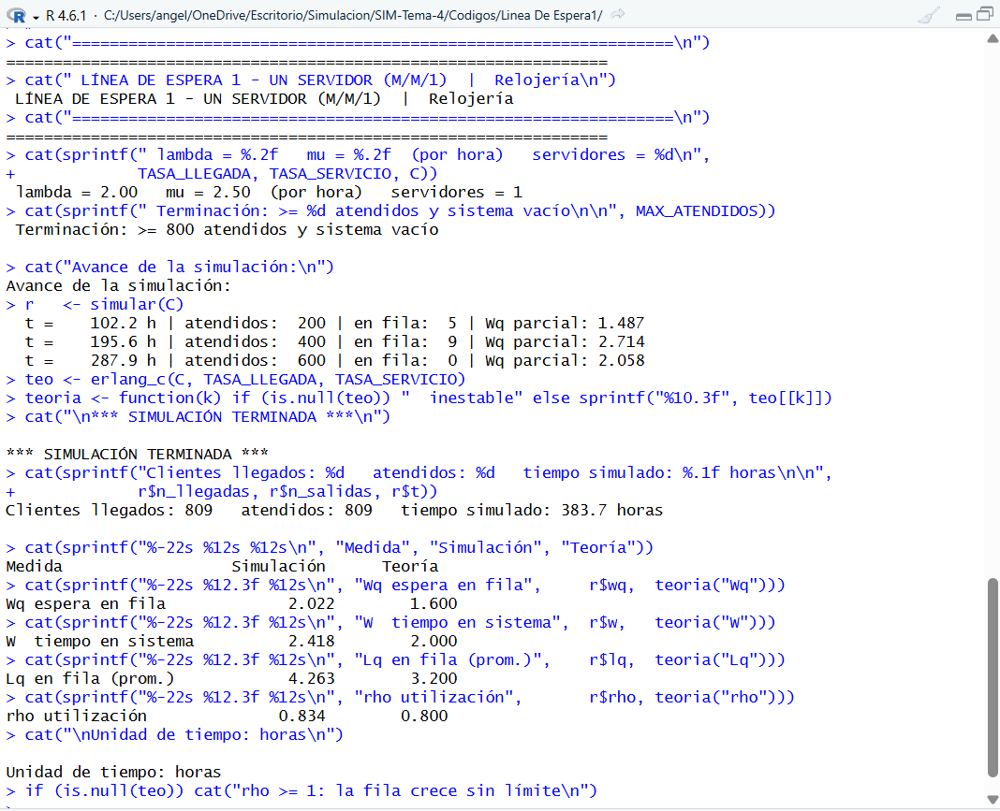 R 4.6.1 · C:/Users/angel/OneDrive/Escritorio/Simulacion/SIM-Tema-4/Codigos/Linea De Espera1/
> cat("================================================================\n")
================================================================
> cat(" LÍNEA DE ESPERA 1 - UN SERVIDOR (M/M/1)  |  Relojería\n")
 LÍNEA DE ESPERA 1 - UN SERVIDOR (M/M/1)  |  Relojería
> cat("================================================================\n")
================================================================
> cat(sprintf(" lambda = %.2f   mu = %.2f  (por hora)   servidores = %d\n",
+             TASA_LLEGADA, TASA_SERVICIO, C))
 lambda = 2.00   mu = 2.50  (por hora)   servidores = 1
> cat(sprintf(" Terminación: >= %d atendidos y sistema vacío\n\n", MAX_ATENDIDOS))
 Terminación: >= 800 atendidos y sistema vacío
> cat("Avance de la simulación:\n")
Avance de la simulación:
> r   <- simular(C)
  t =    102.2 h | atendidos:  200 | en fila:  5 | Wq parcial: 1.487
  t =    195.6 h | atendidos:  400 | en fila:  9 | Wq parcial: 2.714
  t =    287.9 h | atendidos:  600 | en fila:  0 | Wq parcial: 2.058
> teo <- erlang_c(C, TASA_LLEGADA, TASA_SERVICIO)
> teoria <- function(k) if (is.null(teo)) "  inestable" else sprintf("%10.3f", teo[[k]])
> cat("\n*** SIMULACIÓN TERMINADA ***\n")
*** SIMULACIÓN TERMINADA ***
> cat(sprintf("Clientes llegados: %d   atendidos: %d   tiempo simulado: %.1f horas\n\n",
+             r$n_llegadas, r$n_salidas, r$t))
Clientes llegados: 809   atendidos: 809   tiempo simulado: 383.7 horas
> cat(sprintf("%-22s %12s %12s\n", "Medida", "Simulación", "Teoría"))
Medida                  Simulación      Teoría
> cat(sprintf("%-22s %12.3f %12s\n", "Wq espera en fila",     r$wq,  teoria("Wq")))
Wq espera en fila             2.022        1.600
> cat(sprintf("%-22s %12.3f %12s\n", "W  tiempo en sistema",  r$w,   teoria("W")))
W  tiempo en sistema          2.418        2.000
> cat(sprintf("%-22s %12.3f %12s\n", "Lq en fila (prom.)",    r$lq,  teoria("Lq")))
Lq en fila (prom.)            4.263        3.200
> cat(sprintf("%-22s %12.3f %12s\n", "rho utilización",       r$rho, teoria("rho")))
rho utilización              0.834        0.800
> cat("\nUnidad de tiempo: horas\n")
Unidad de tiempo: horas
> if (is.null(teo)) cat("rho >= 1: la fila crece sin límite\n")